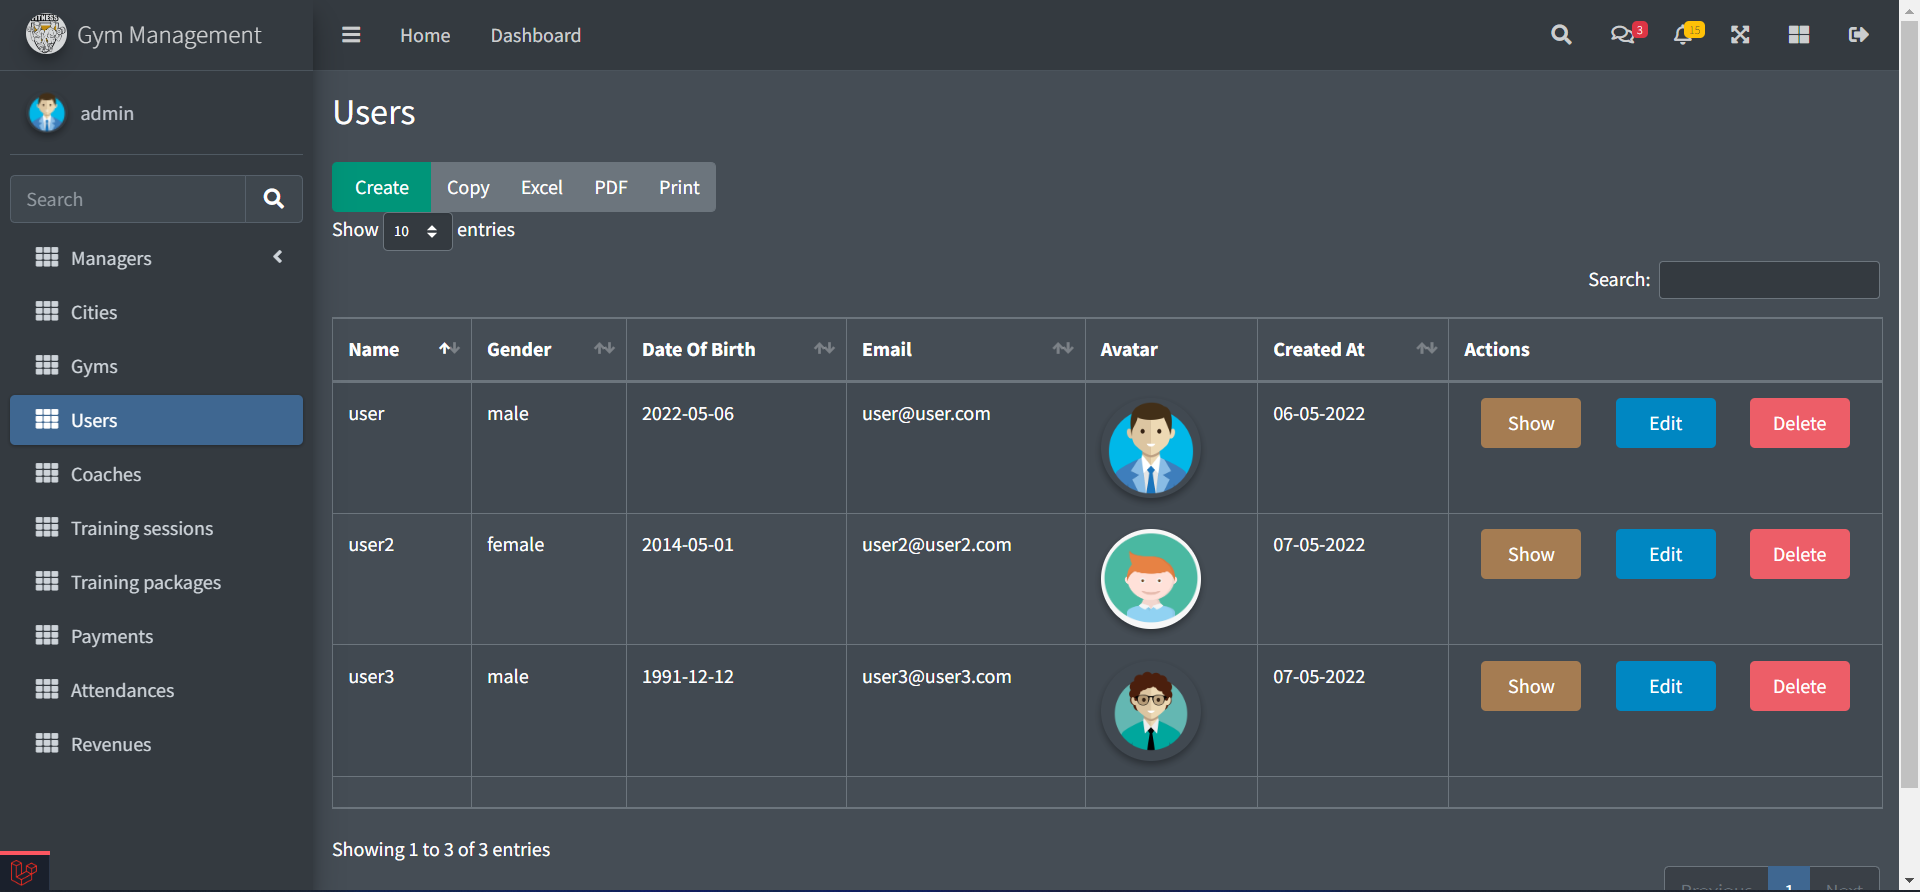 FITNESS
Gym Management
Home
Dashboard
3
15
admin
Search
Managers
Cities
Gyms
Users
Coaches
Training sessions
Training packages
Payments
Attendances
Revenues
Users
Create Copy Excel PDF Print
Show 10 entries
Search:
Name Gender Date Of Birth Email Avatar Created At Actions
user male 2022-05-06 user@user.com 06-05-2022 Show Edit Delete
user2 female 2014-05-01 user2@user2.com 07-05-2022 Show Edit Delete
user3 male 1991-12-12 user3@user3.com 07-05-2022 Show Edit Delete
Showing 1 to 3 of 3 entries
Previous 1 Next